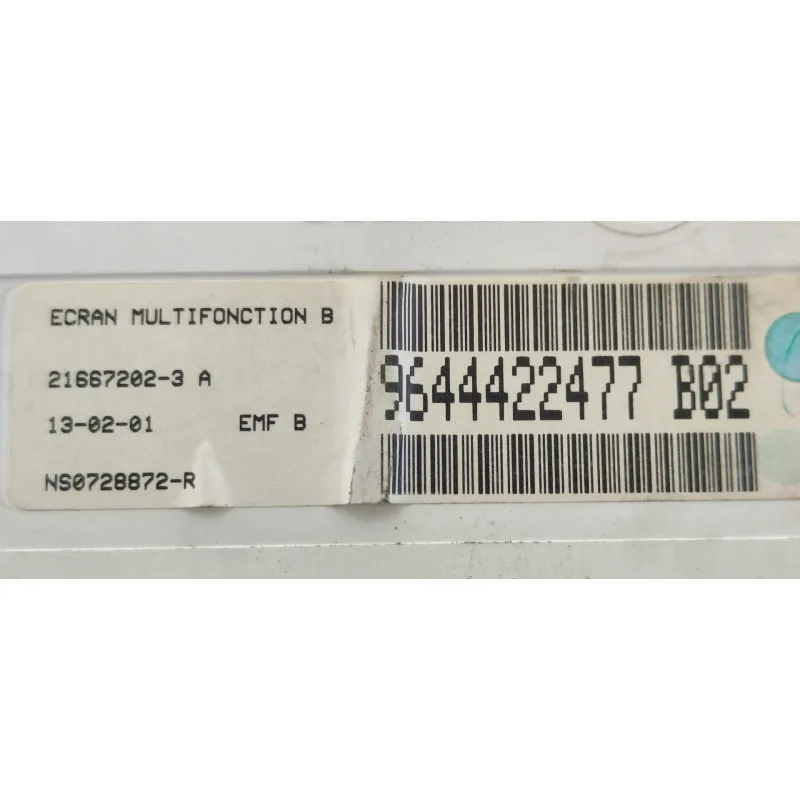 ECRAN MULTIFONCTION B
21667202-3 A
13-02-01 EMF B
NS0728872-R
9644422477 B02